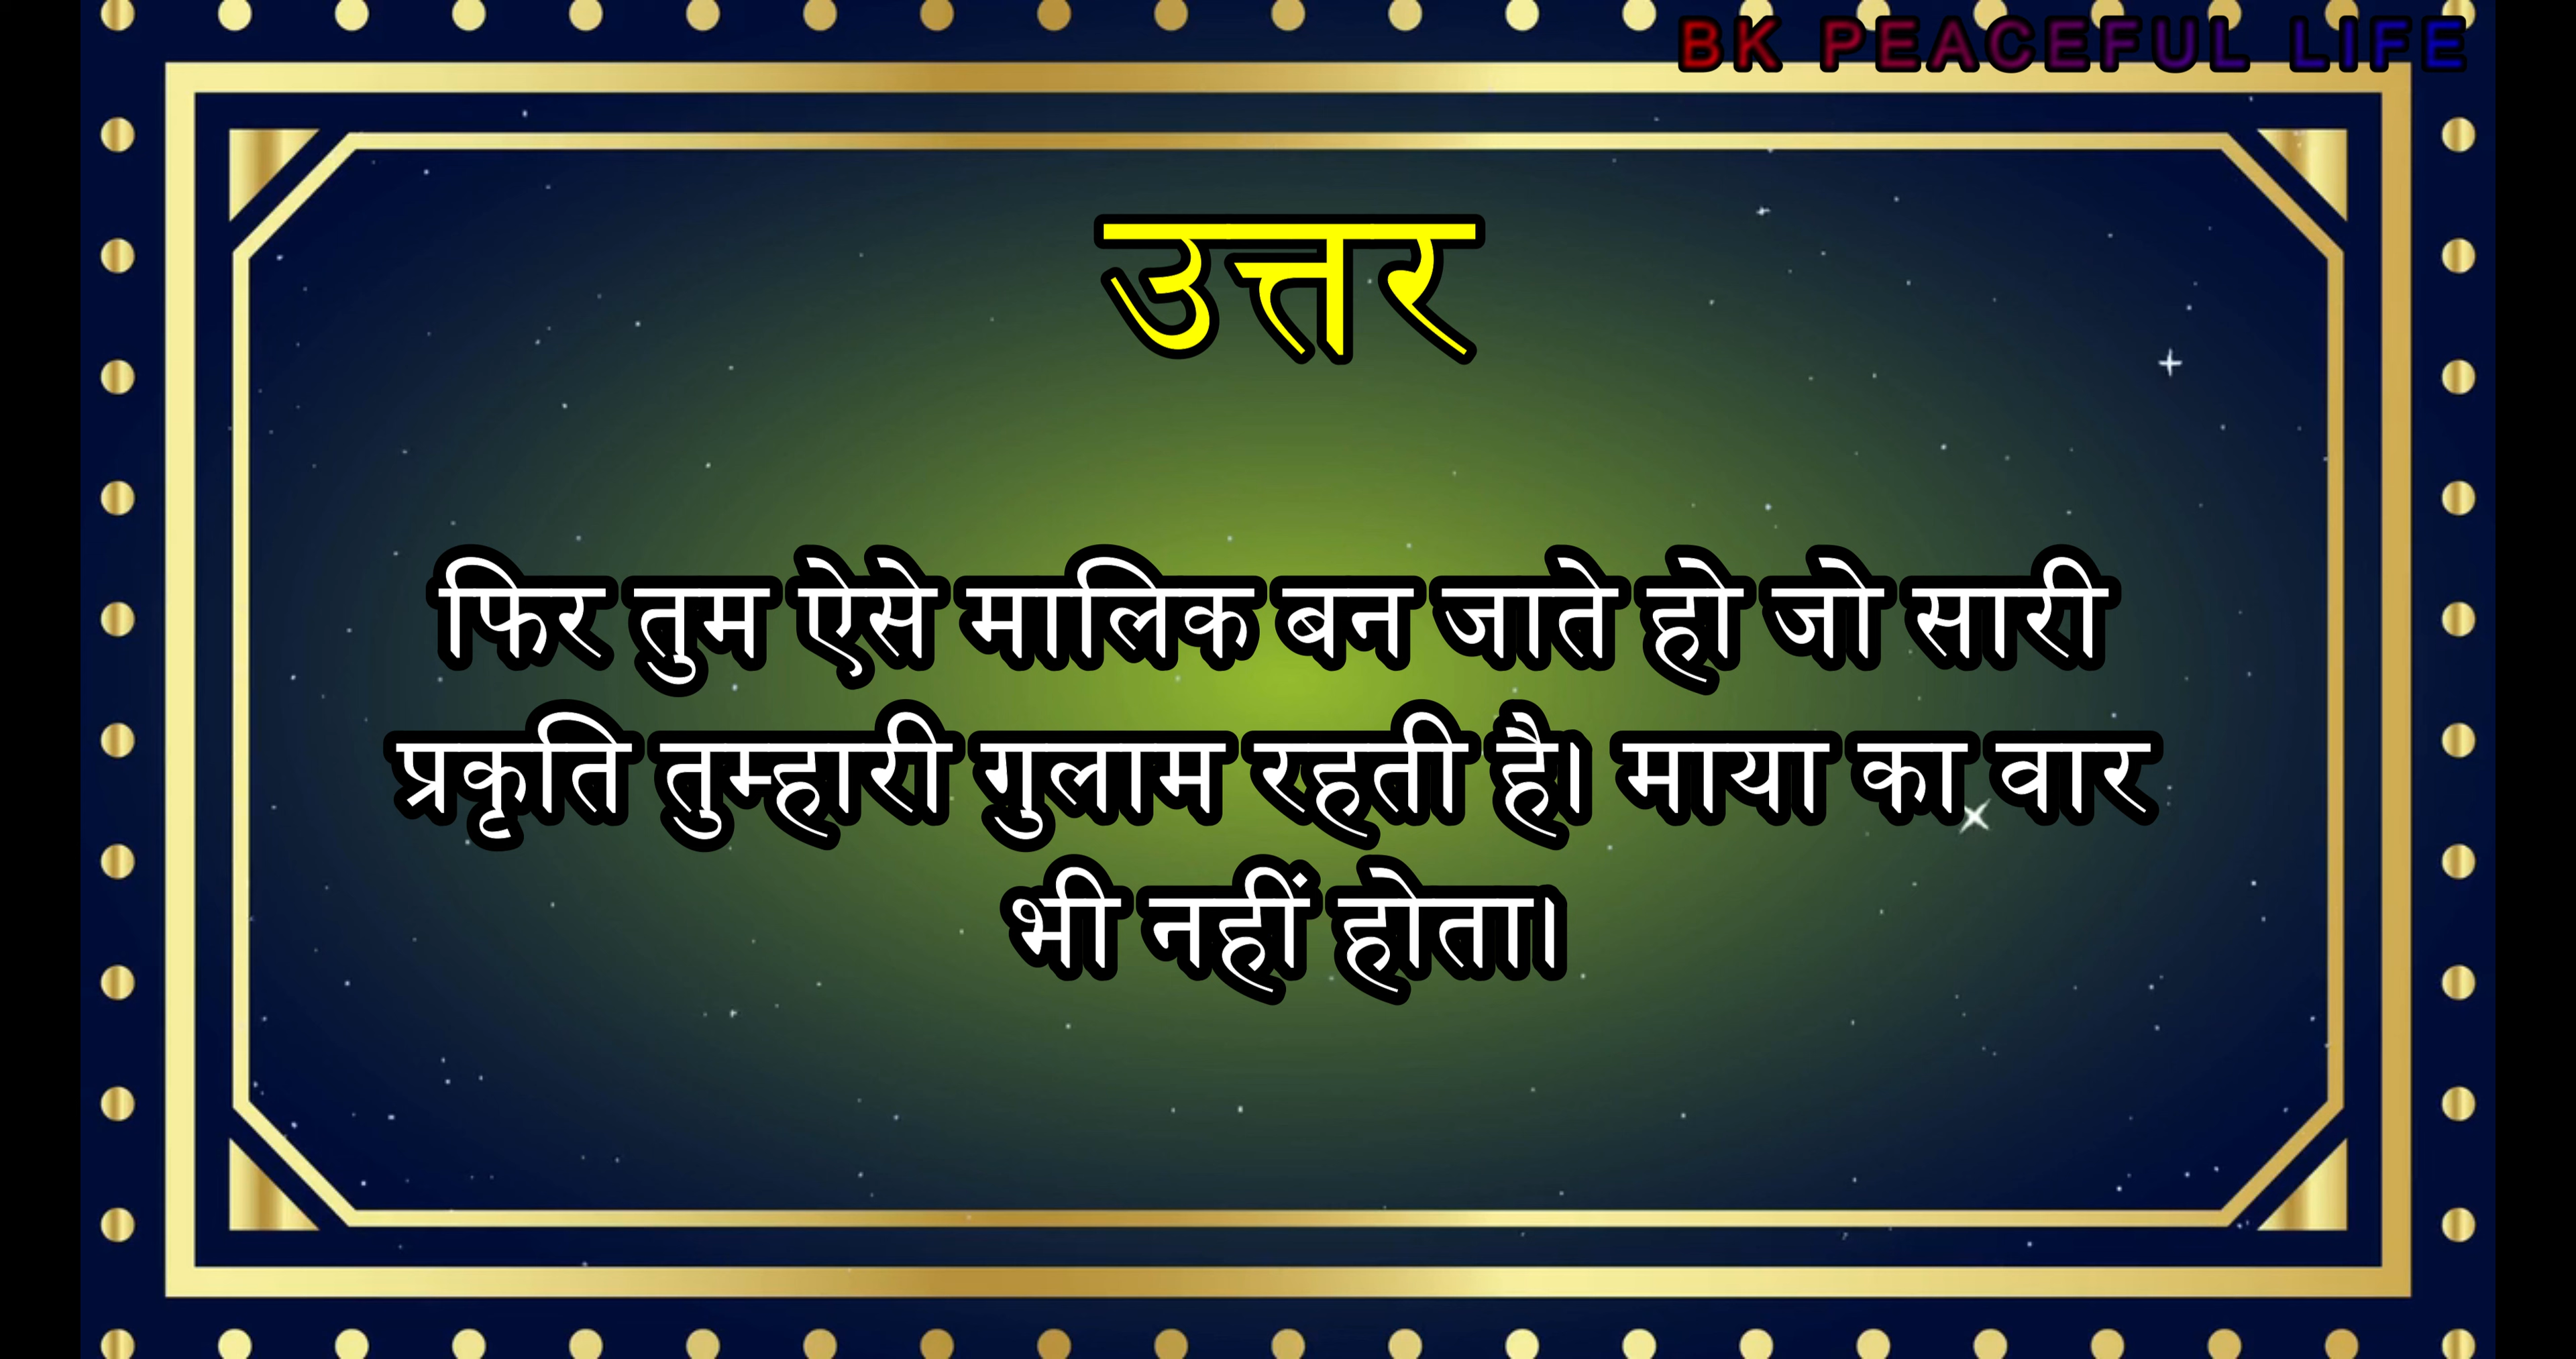 BK PEACEFUL LIFE
उत्तर
फिर तुम ऐसे मालिक बन जाते हो जो सारी
प्रकृति तुम्हारी गुलाम रहती है। माया का वार
भी नहीं होता।